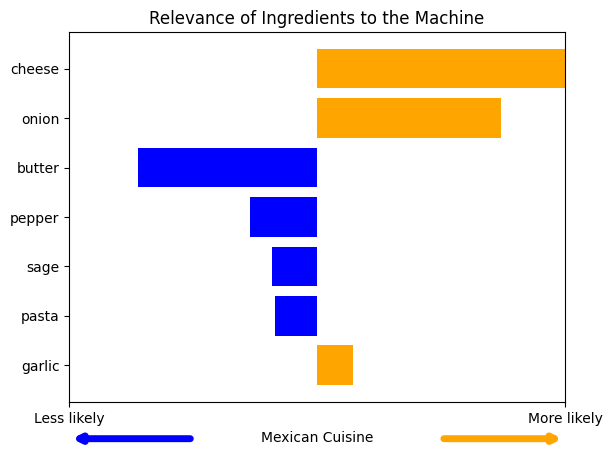 Relevance of Ingredients to the Machine
cheese
onion
butter
pepper
sage
pasta
garlic
Less likely
More likely
Mexican Cuisine